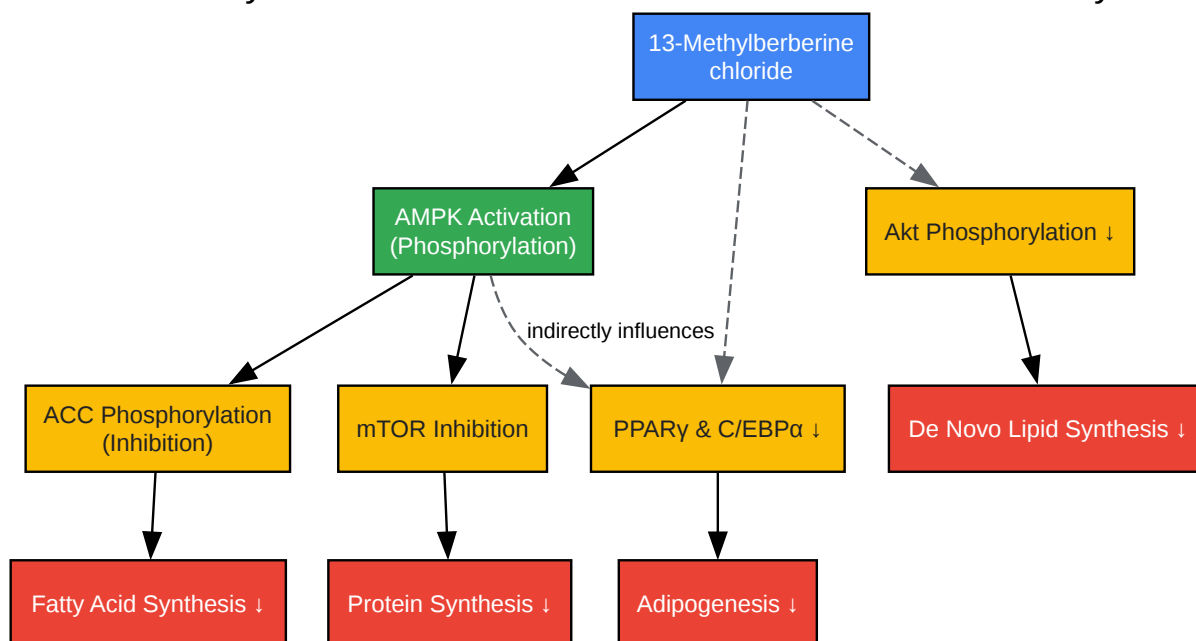 13-Methylberberine
chloride
AMPK Activation
(Phosphorylation)
Akt Phosphorylation ↓
indirectly influences
ACC Phosphorylation
(Inhibition)
mTOR Inhibition
PPARγ & C/EBPα ↓
De Novo Lipid Synthesis ↓
Fatty Acid Synthesis ↓
Protein Synthesis ↓
Adipogenesis ↓